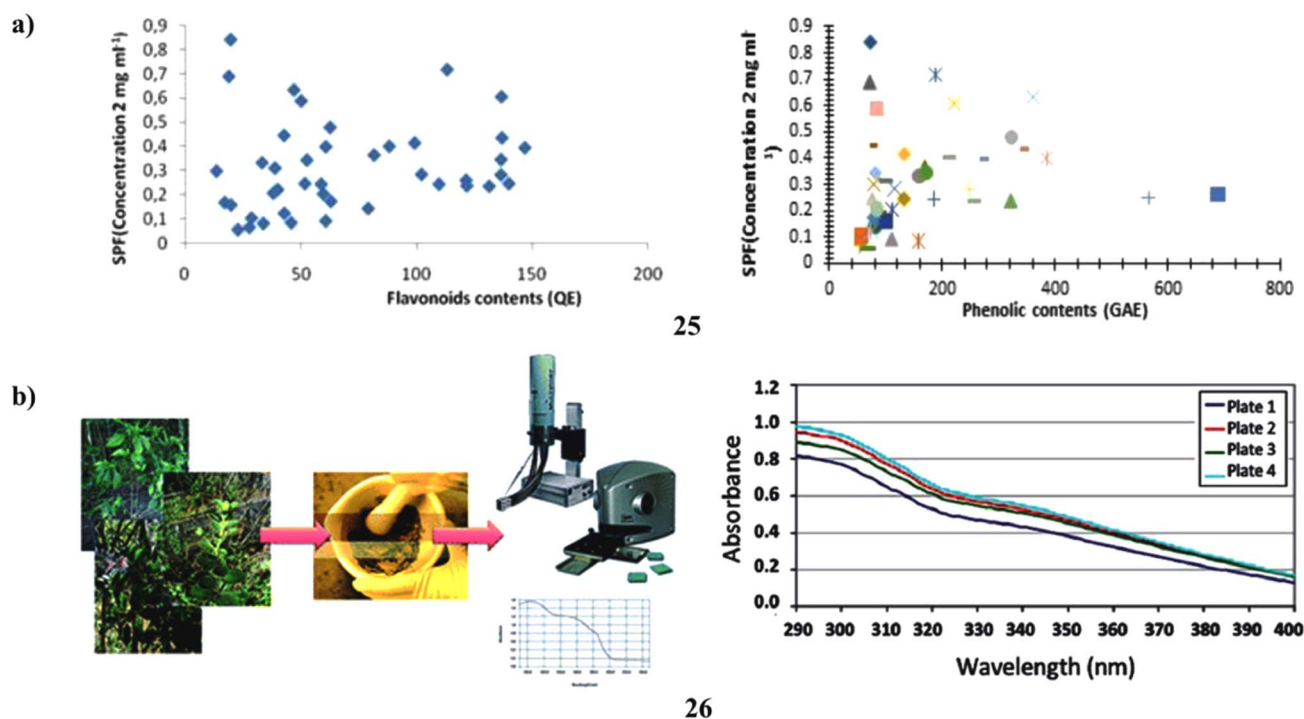 a)
SPF(Concentration 2 mg ml-1)
0,9
0,8
0,7
0,6
0,5
0,4
0,3
0,2
0,1
0
0 50 100 150 200
Flavonoids contents (QE)
SPF(Concentration 2 mg ml-
1)
0.9
0.8
0.7
0.6
0.5
0.4
0.3
0.2
0.1
0
0 200 400 600 800
Phenolic contents (GAE)
25
b)
Absorbance
1.2
1.0
0.8
0.6
0.4
0.2
0.0
290 300 310 320 330 340 350 360 370 380 390 400
Wavelength (nm)
Plate 1
Plate 2
Plate 3
Plate 4
26